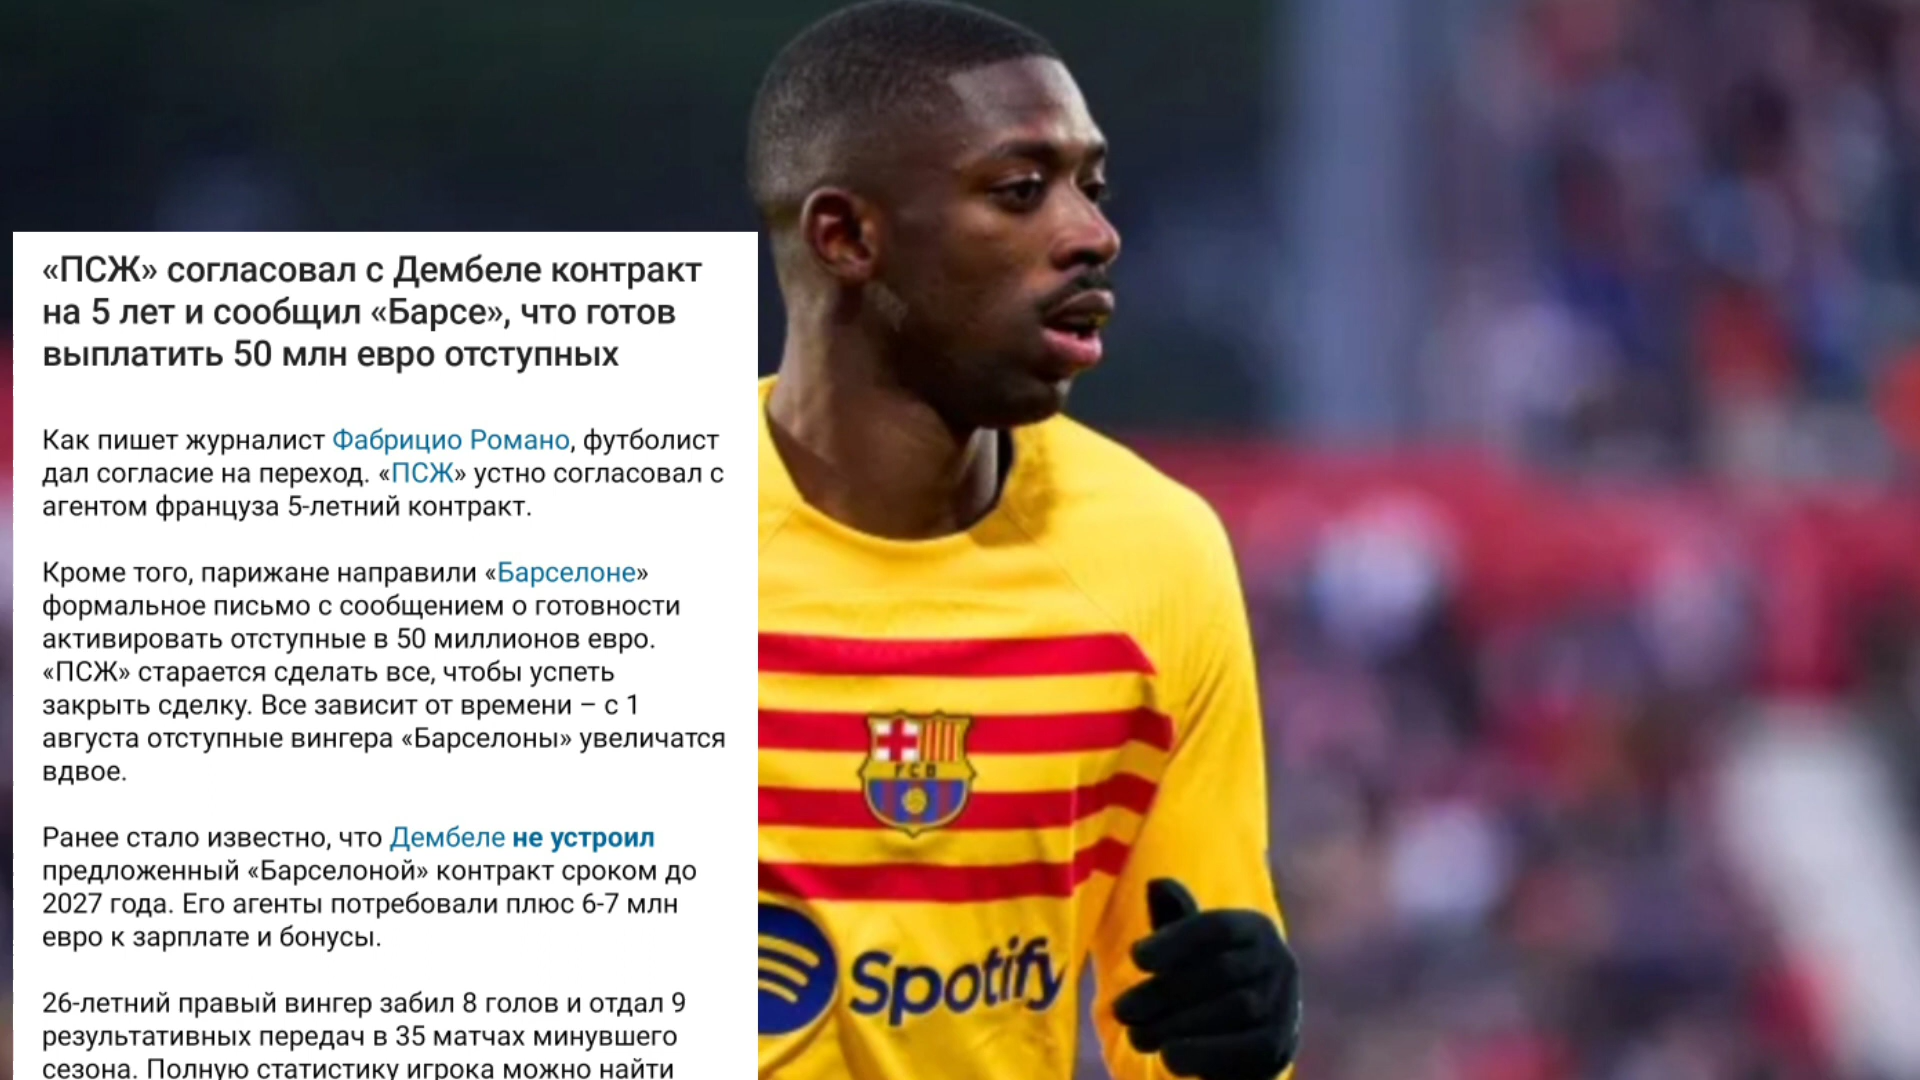 «ПСЖ» согласовал с Дембеле контракт
на 5 лет и сообщил «Барсе», что готов
выплатить 50 млн евро отступных
Как пишет журналист Фабрицио Романо, футболист
дал согласие на переход. «ПСЖ» устно согласовал с
агентом француза 5-летний контракт.
Кроме того, парижане направили «Барселоне»
формальное письмо с сообщением о готовности
активировать отступные в 50 миллионов евро.
«ПСЖ» старается сделать все, чтобы успеть
закрыть сделку. Все зависит от времени – с 1
августа отступные вингера «Барселоны» увеличатся
вдвое.
Ранее стало известно, что Дембеле не устроил
предложенный «Барселоной» контракт сроком до
2027 года. Его агенты потребовали плюс 6-7 млн
евро к зарплате и бонусы.
26-летний правый вингер забил 8 голов и отдал 9
результативных передач в 35 матчах минувшего
сезона. Полную статистику игрока можно найти
FCB
Spotify